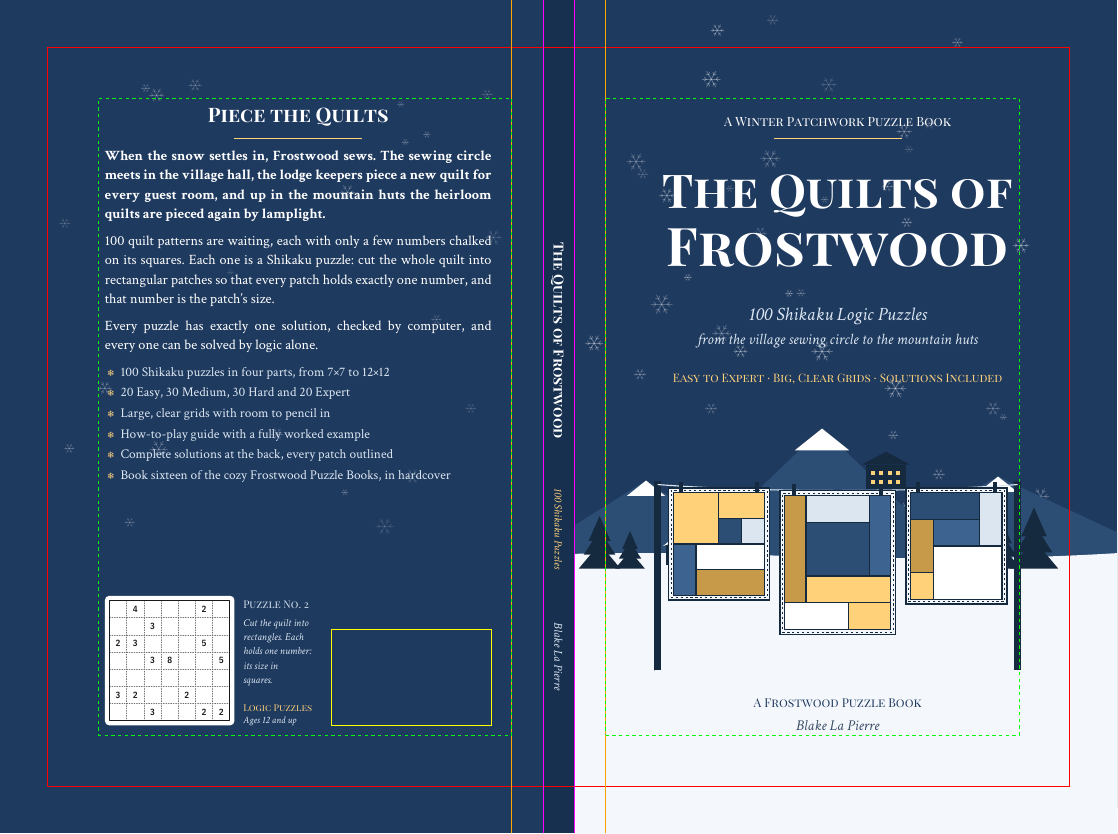 Piece the Quilts
When the snow settles in, Frostwood sews. The sewing circle
meets in the village hall, the lodge keepers piece a new quilt for
every guest room, and up in the mountain huts the heirloom
quilts are pieced again by lamplight.
100 quilt patterns are waiting, each with only a few numbers chalked
on its squares. Each one is a Shikaku puzzle: cut the whole quilt into
rectangular patches so that every patch holds exactly one number, and
that number is the patch's size.
Every puzzle has exactly one solution, checked by computer, and
every one can be solved by logic alone.
100 Shikaku puzzles in four parts, from 7×7 to 12×12
20 Easy, 30 Medium, 30 Hard and 20 Expert
Large, clear grids with room to pencil in
How-to-play guide with a fully worked example
Complete solutions at the back, every patch outlined
Book sixteen of the cozy Frostwood Puzzle Books, in hardcover
4 2
3
2 3 5
3 8 5
3 2 2
3 2 2
Puzzle No. 2
Cut the quilt into
rectangles. Each
holds one number:
its size in
squares.
Logic Puzzles
Ages 12 and up
The Quilts of Frostwood
100 Shikaku Puzzles
Blake La Pierre
A Winter Patchwork Puzzle Book
The Quilts of
Frostwood
100 Shikaku Logic Puzzles
from the village sewing circle to the mountain huts
Easy to Expert · Big, Clear Grids · Solutions Included
A Frostwood Puzzle Book
Blake La Pierre